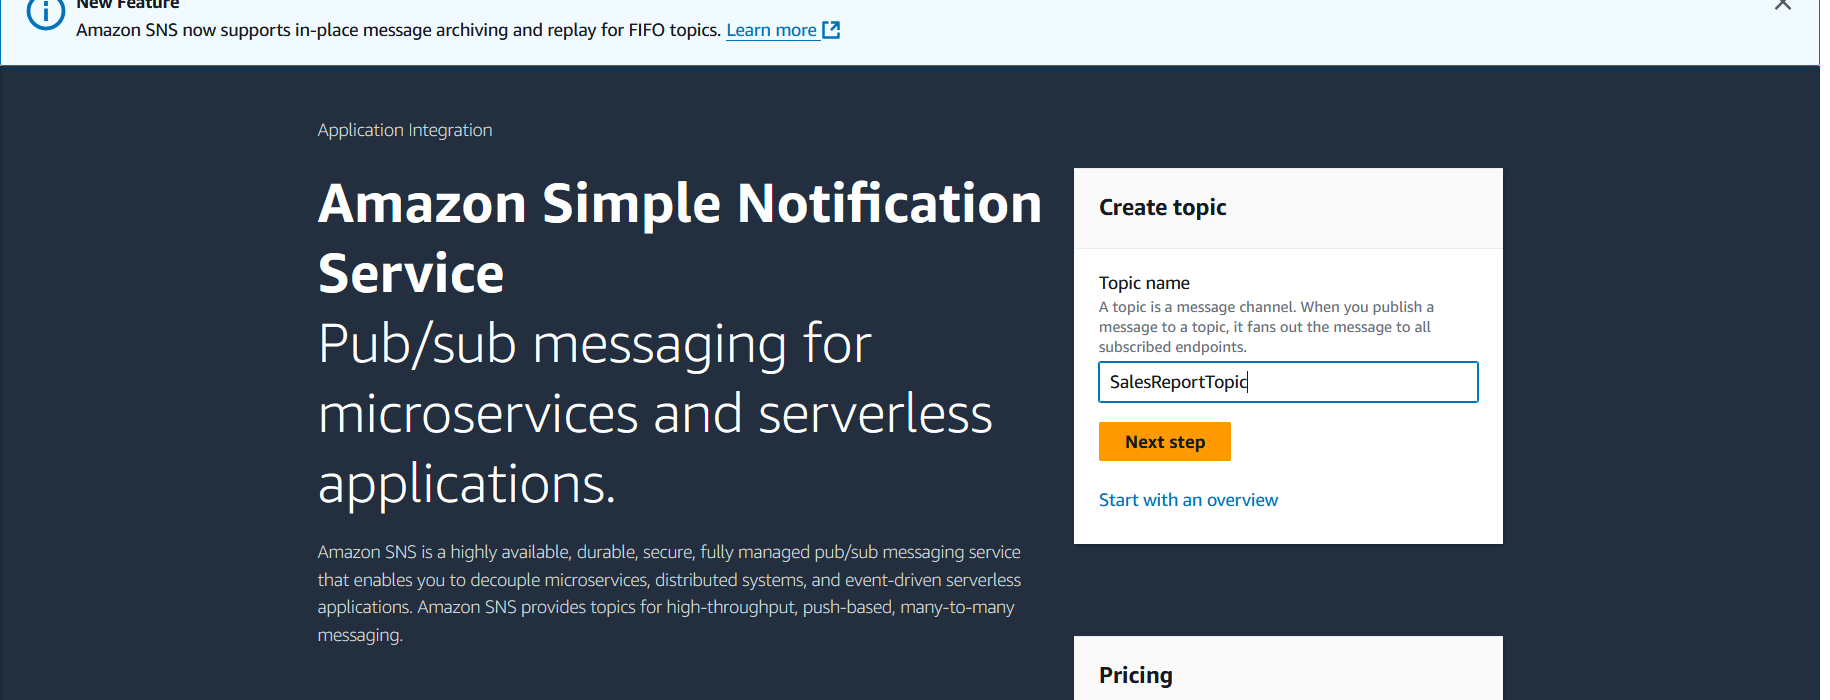 New Feature
Amazon SNS now supports in-place message archiving and replay for FIFO topics. Learn more
Application Integration
Amazon Simple Notification
Service
Pub/sub messaging for
microservices and serverless
applications.
Amazon SNS is a highly available, durable, secure, fully managed pub/sub messaging service
that enables you to decouple microservices, distributed systems, and event-driven serverless
applications. Amazon SNS provides topics for high-throughput, push-based, many-to-many
messaging.
Create topic
Topic name
A topic is a message channel. When you publish a
message to a topic, it fans out the message to all
subscribed endpoints.
SalesReportTopic
Next step
Start with an overview
Pricing